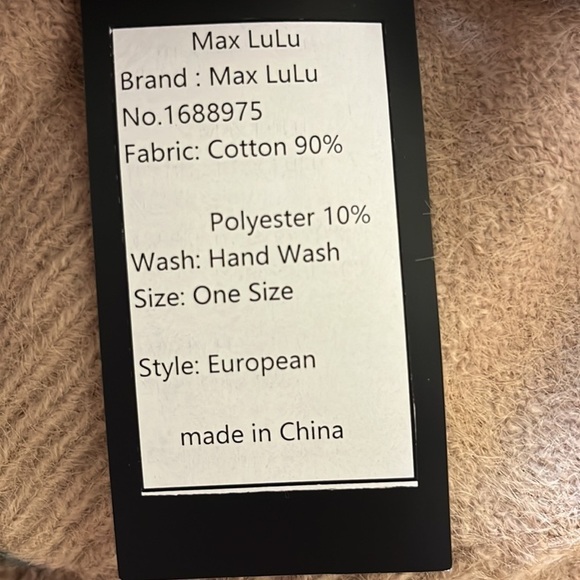 Max LuLu
Brand : Max LuLu
No.1688975
Fabric: Cotton 90%
Polyester 10%
Wash: Hand Wash
Size: One Size
Style: European
made in China